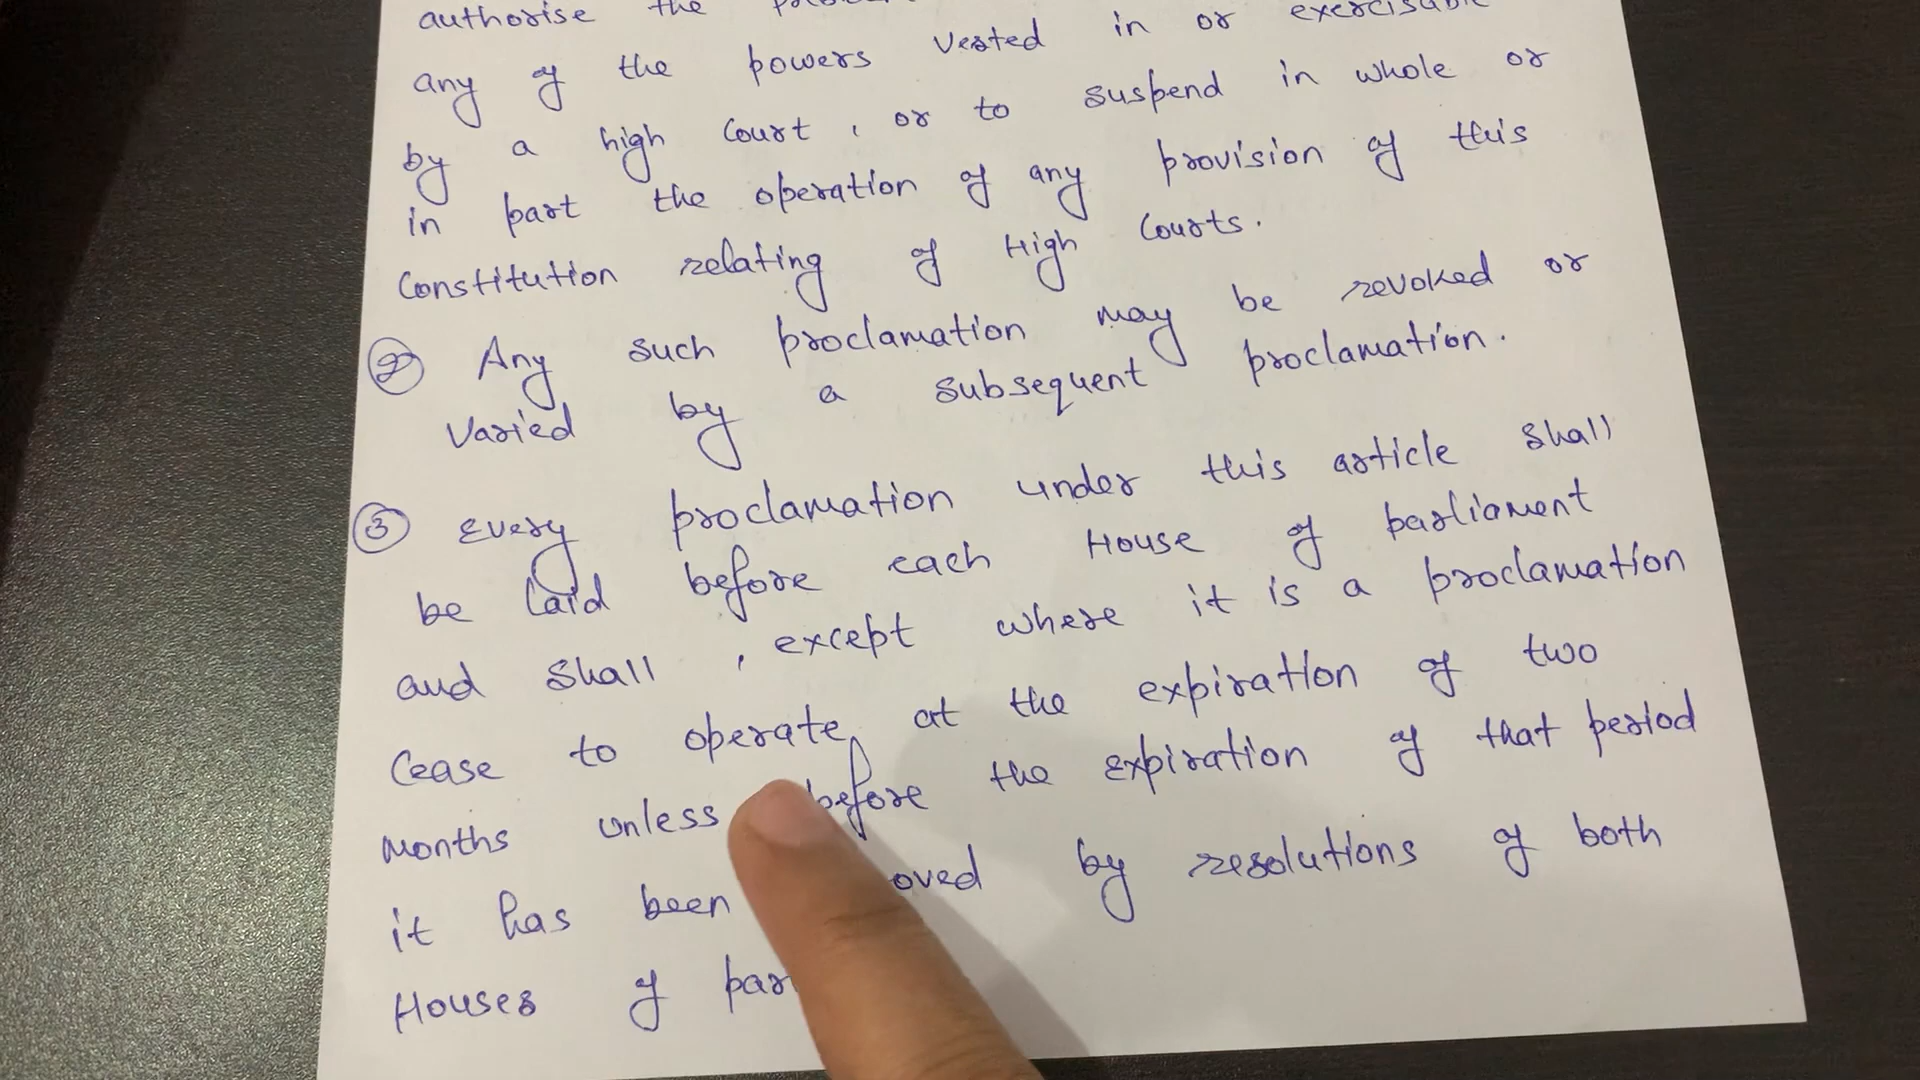 authorise the
any of the powers vested in or exercisable
by a high Court, or to suspend in whole or
in part the operation of any provision of this
Constitution relating of High Courts.
② Any such proclamation may be revoked or
varied by a subsequent proclamation.
③ Every proclamation under this article shall
be laid before each House of parliament
and shall, except where it is a proclamation
Cease to operate at the expiration of two
months unless before the expiration of that period
it has been oved by resolutions of both
Houses of par